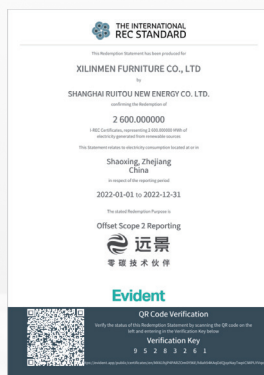 THE INTERNATIONAL
REC STANDARD
This Redemption Statement has been produced for
XILINMEN FURNITURE CO., LTD
by
SHANGHAI RUITOU NEW ENERGY CO. LTD.
confirming the Redemption of
2 600.000000
I-REC Certificates, representing 2 600.000000 MWh of
electricity generated from renewable sources
This Statement relates to electricity consumption located at or in
Shaoxing, Zhejiang
China
in respect of the reporting period
2022-01-01 to 2022-12-31
The stated Redemption Purpose is
Offset Scope 2 Reporting
远景
零碳技术伙伴
Evident
QR Code Verification
Verify the status of this Redemption Statement by scanning the QR code on the
left and entering in the Verification Key below
Verification Key
9 5 2 8 3 2 6 1